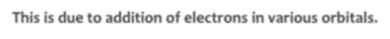 This is due to addition of electrons in various orbitals.